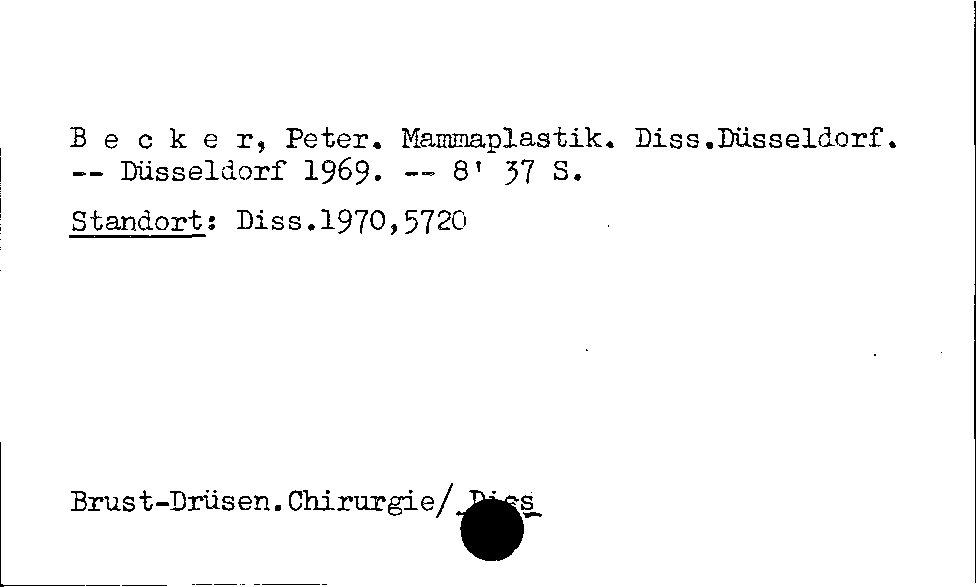 B e c k e r, Peter. Mammaplastik. Diss.Düsseldorf.
-- Düsseldorf 1969. -- 8' 37 S.
Standort: Diss.1970,5720
Brust-Drüsen.Chirurgie/ Diss